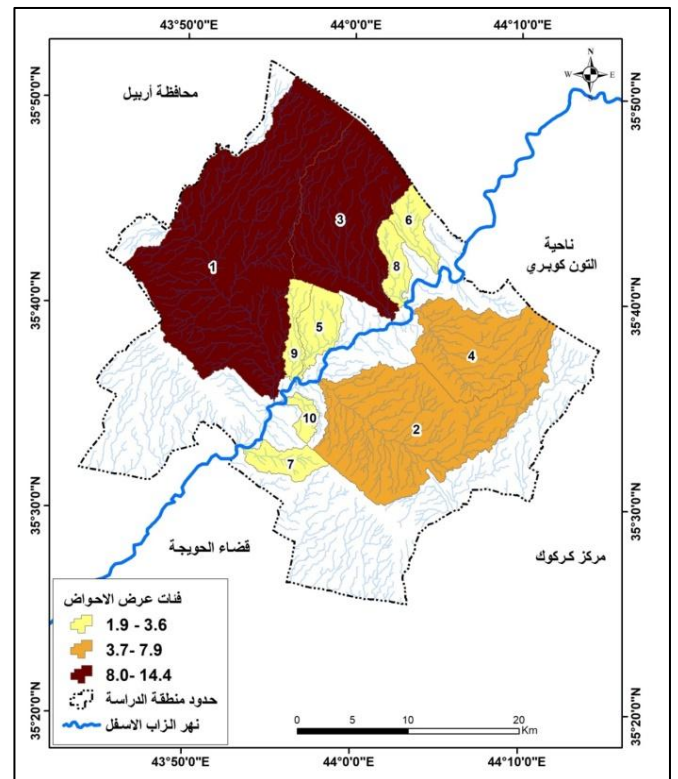 43°50'0"E 44°0'0"E 44°10'0"E
N
W E
S
35°50'0"N 35°50'0"N
محافظة أربيل
6
3
ناحية
التون كوبري
1
8
35°40'0"N 35°40'0"N
5
4
9
10
2
7
35°30'0"N 35°30'0"N
قضاء الحويجة
مركز كركوك
فئات عرض الاحواض
1.9 - 3.6
3.7- 7.9
8.0- 14.4
حدود منطقة الدراسة
نهر الزاب الاسفل
0 5 10 20
Km
35°20'0"N 35°20'0"N
43°50'0"E 44°0'0"E 44°10'0"E